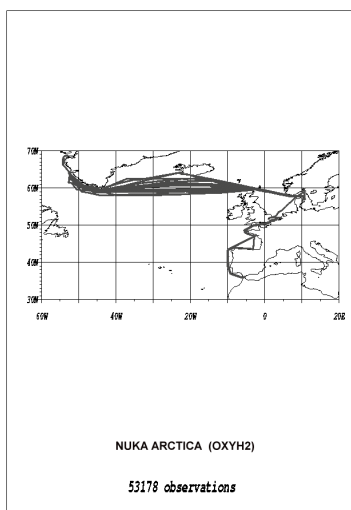 70N
60N
50N
40N
30N
60W
40W
20W
0
20E
NUKA ARCTICA (OXYH2)
53178 observations